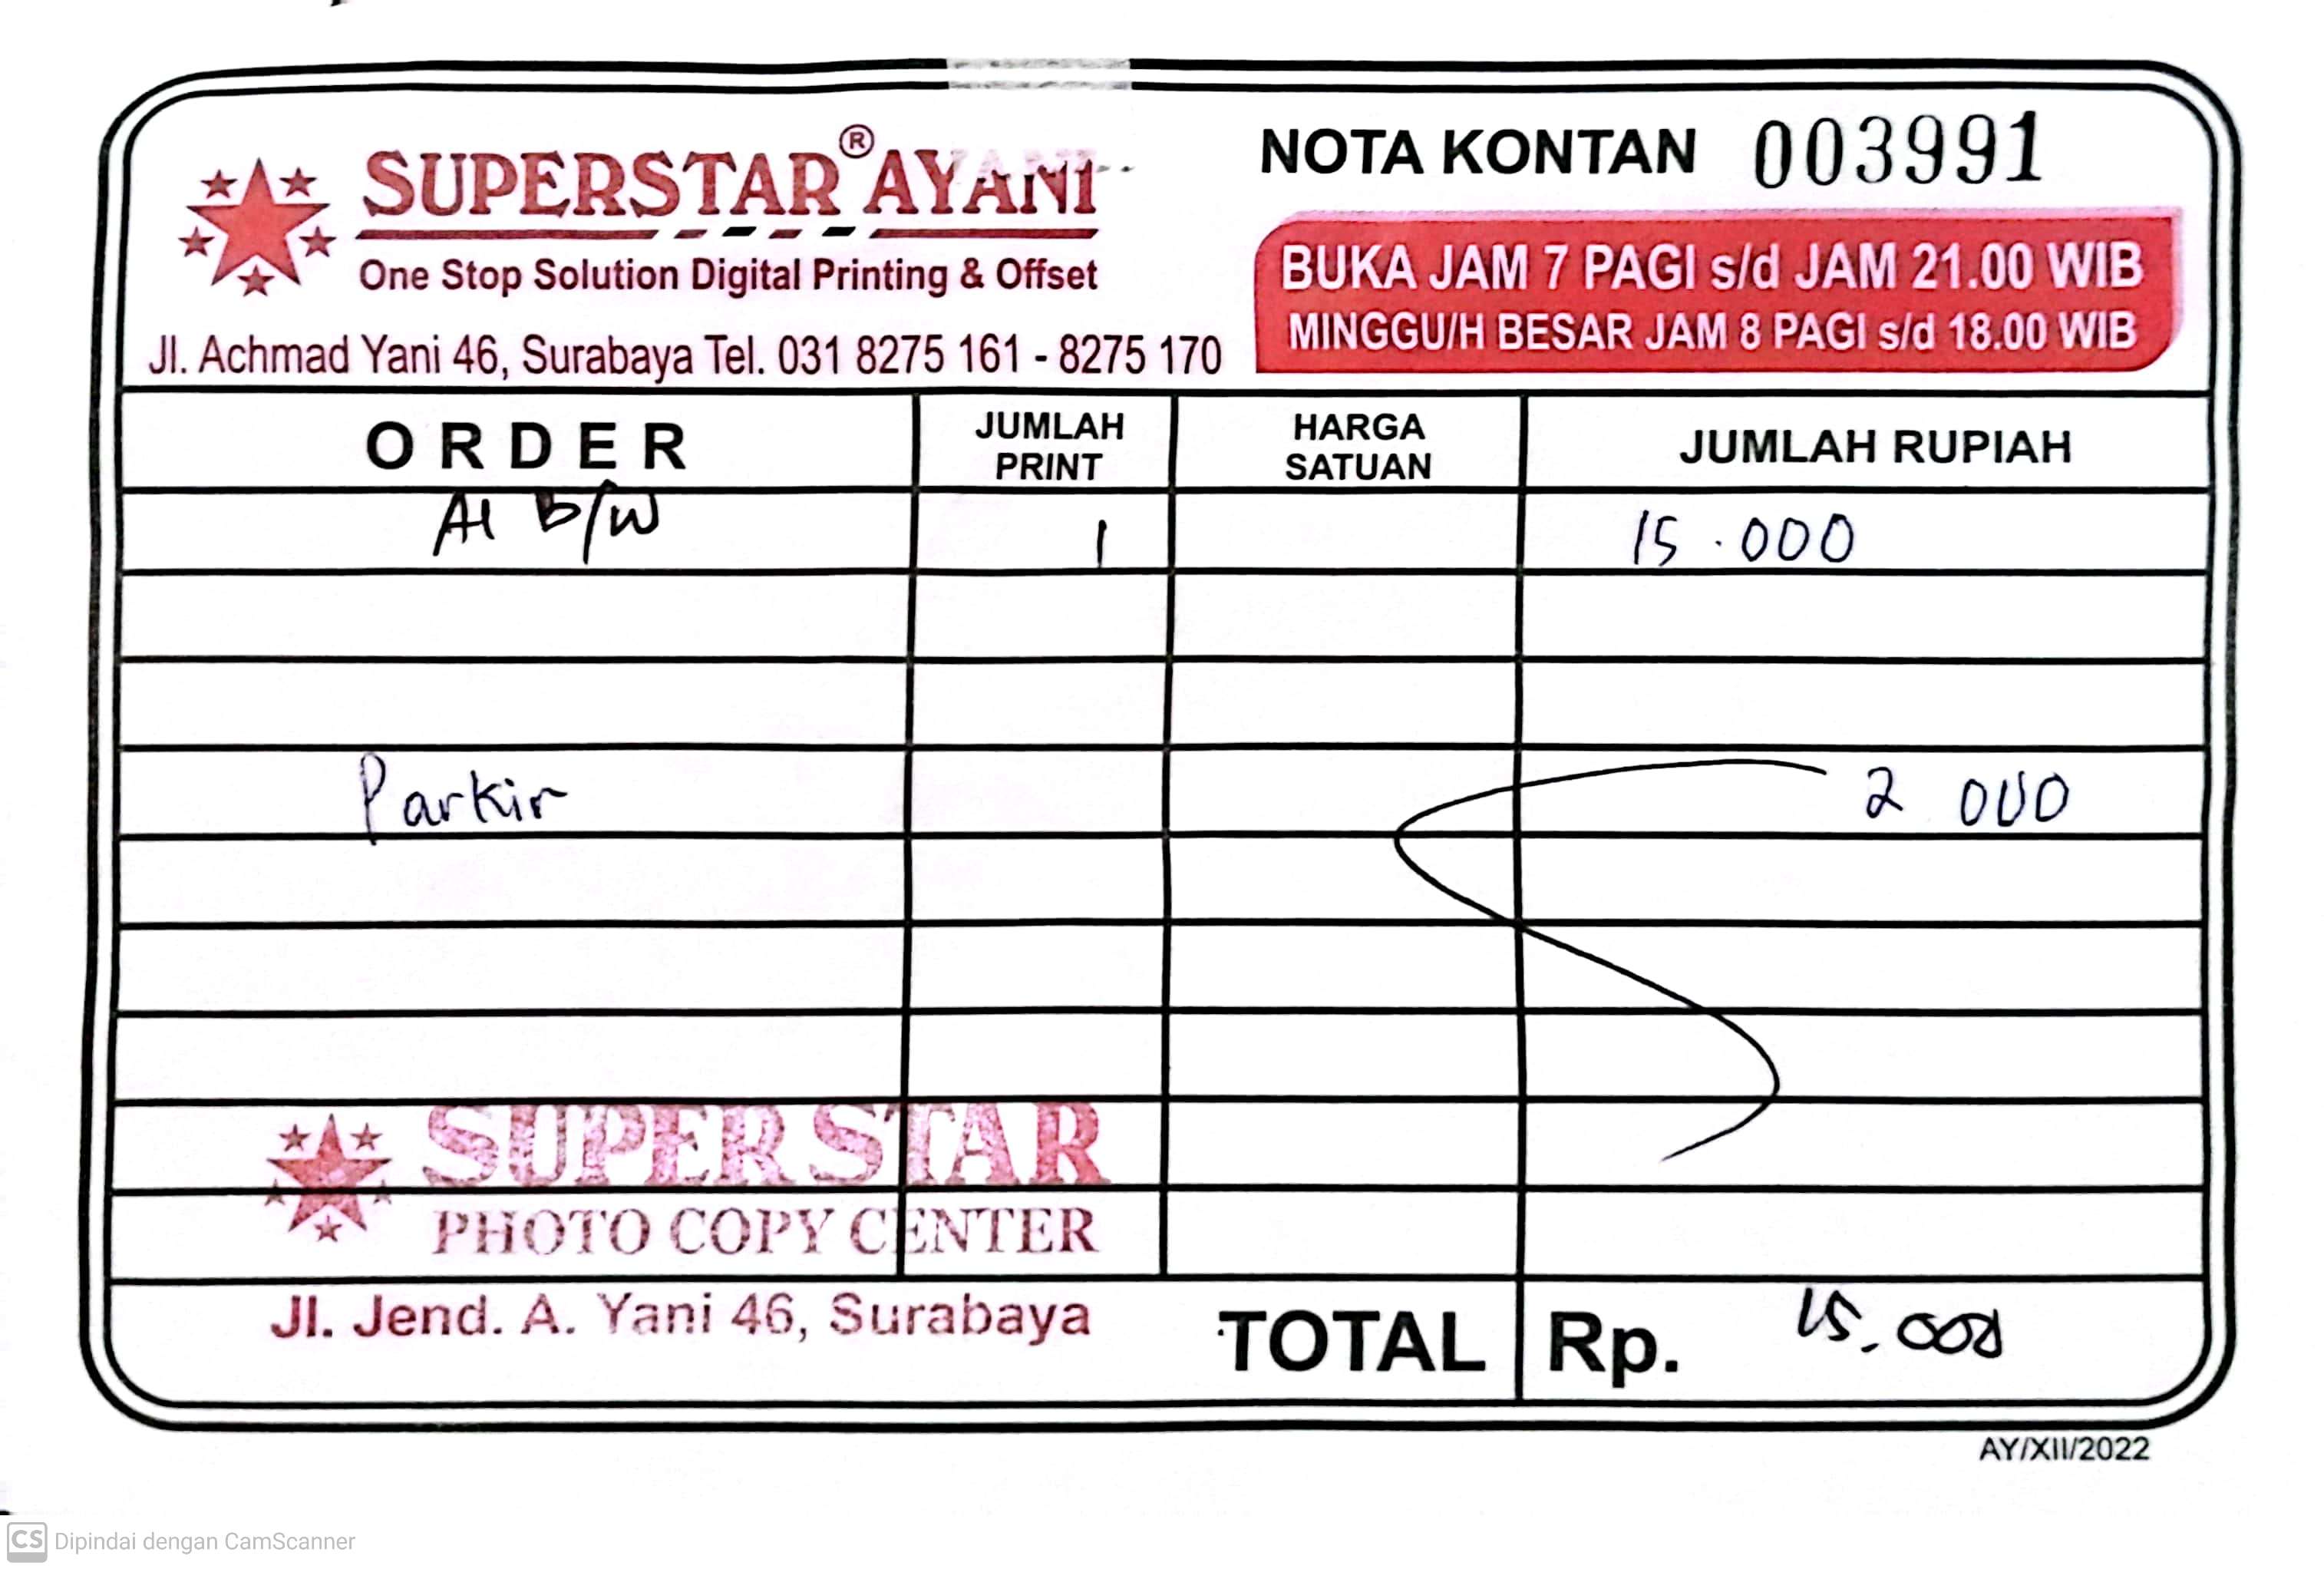 SUPERSTAR® AYANI
One Stop Solution Digital Printing & Offset
Jl. Achmad Yani 46, Surabaya Tel. 031 8275 161 - 8275 170
NOTA KONTAN 003991
BUKA JAM 7 PAGI s/d JAM 21.00 WIB
MINGGU/H BESAR JAM 8 PAGI s/d 18.00 WIB
ORDER JUMLAH PRINT HARGA SATUAN JUMLAH RUPIAH
A1 B/W 1 15.000
Parkir 2 000
SUPER STAR
PHOTO COPY CENTER
Jl. Jend. A. Yani 46, Surabaya
TOTAL Rp. 15.000
AY/XII/2022
CS Dipindai dengan CamScanner